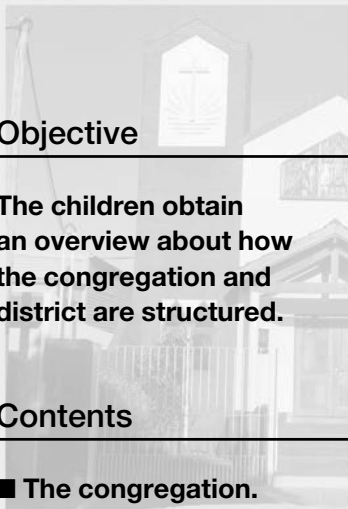 Objective
The children obtain
an overview about how
the congregation and
district are structured.
Contents
■ The congregation.